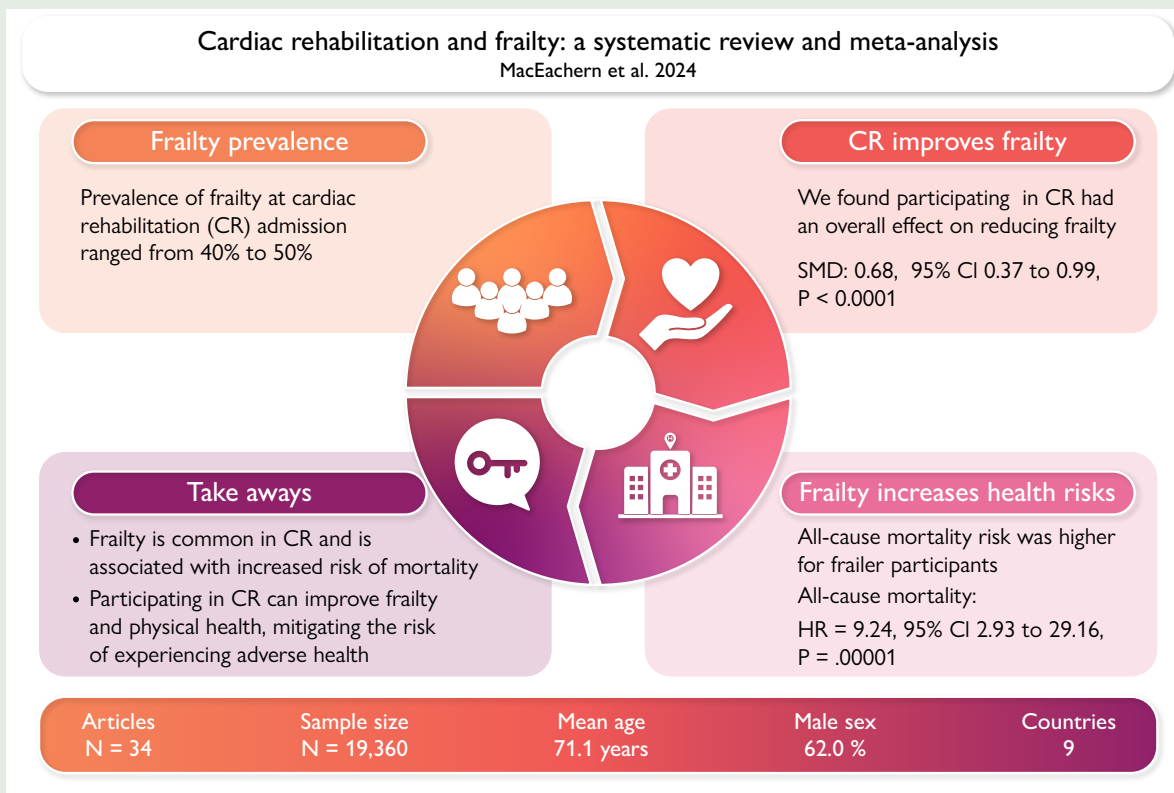 Cardiac rehabilitation and frailty: a systematic review and meta-analysis
MacEachern et al. 2024
Frailty prevalence
Prevalence of frailty at cardiac
rehabilitation (CR) admission
ranged from 40% to 50%
CR improves frailty
We found participating in CR had
an overall effect on reducing frailty
SMD: 0.68, 95% CI 0.37 to 0.99,
P < 0.0001
Take aways
• Frailty is common in CR and is
associated with increased risk of mortality
• Participating in CR can improve frailty
and physical health, mitigating the risk
of experiencing adverse health
Frailty increases health risks
All-cause mortality risk was higher
for frailer participants
All-cause mortality:
HR = 9.24, 95% CI 2.93 to 29.16,
P = .00001
H
Articles
N = 34
Sample size
N = 19,360
Mean age
71.1 years
Male sex
62.0 %
Countries
9